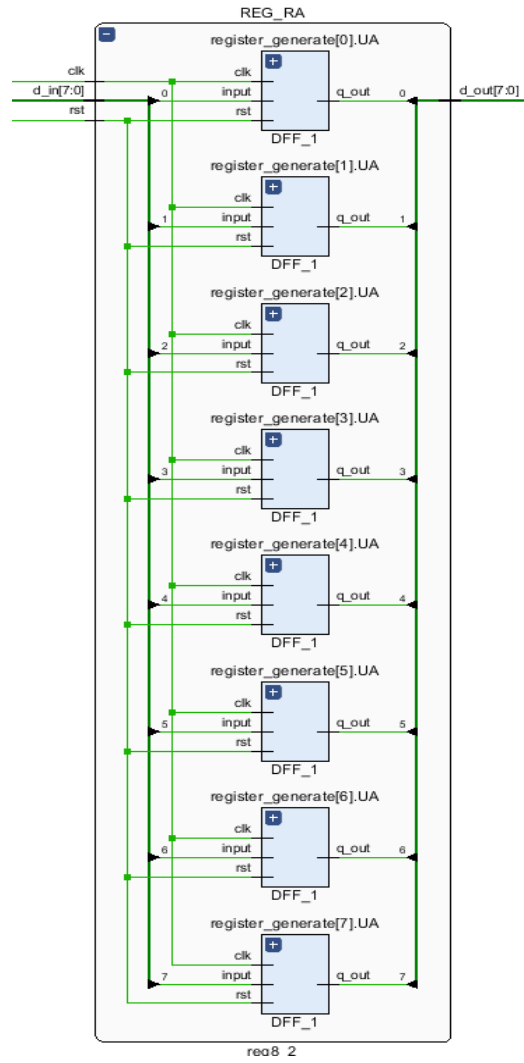 REG_RA
register_generate[0].UA
clk
clk
d_in[7:0]
0
input
q_out
0
d_out[7:0]
rst
rst
DFF_1
register_generate[1].UA
clk
1
input
q_out
1
rst
DFF_1
register_generate[2].UA
clk
2
input
q_out
2
rst
DFF_1
register_generate[3].UA
clk
3
input
q_out
3
rst
DFF_1
register_generate[4].UA
clk
4
input
q_out
4
rst
DFF_1
register_generate[5].UA
clk
5
input
q_out
5
rst
DFF_1
register_generate[6].UA
clk
6
input
q_out
6
rst
DFF_1
register_generate[7].UA
clk
7
input
q_out
7
rst
DFF_1
reg8_2